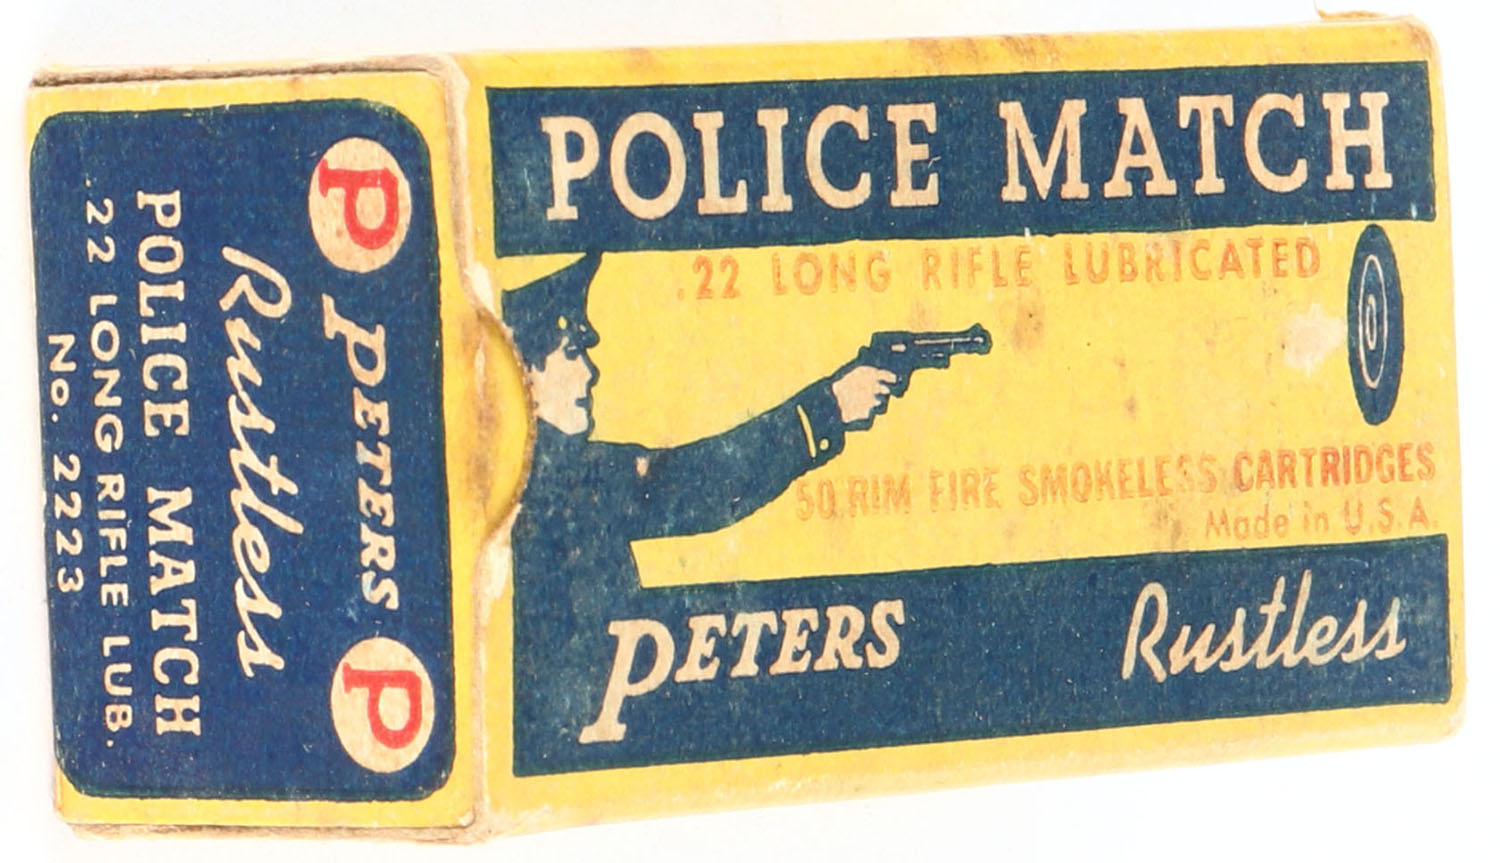 POLICE MATCH
.22 LONG RIFLE LUBRICATED
50 RIM FIRE SMOKELESS CARTRIDGES
Made in U.S.A.
PETERS Rustless
P PETERS P
Rustless
POLICE MATCH
.22 LONG RIFLE LUB.
No. 2223